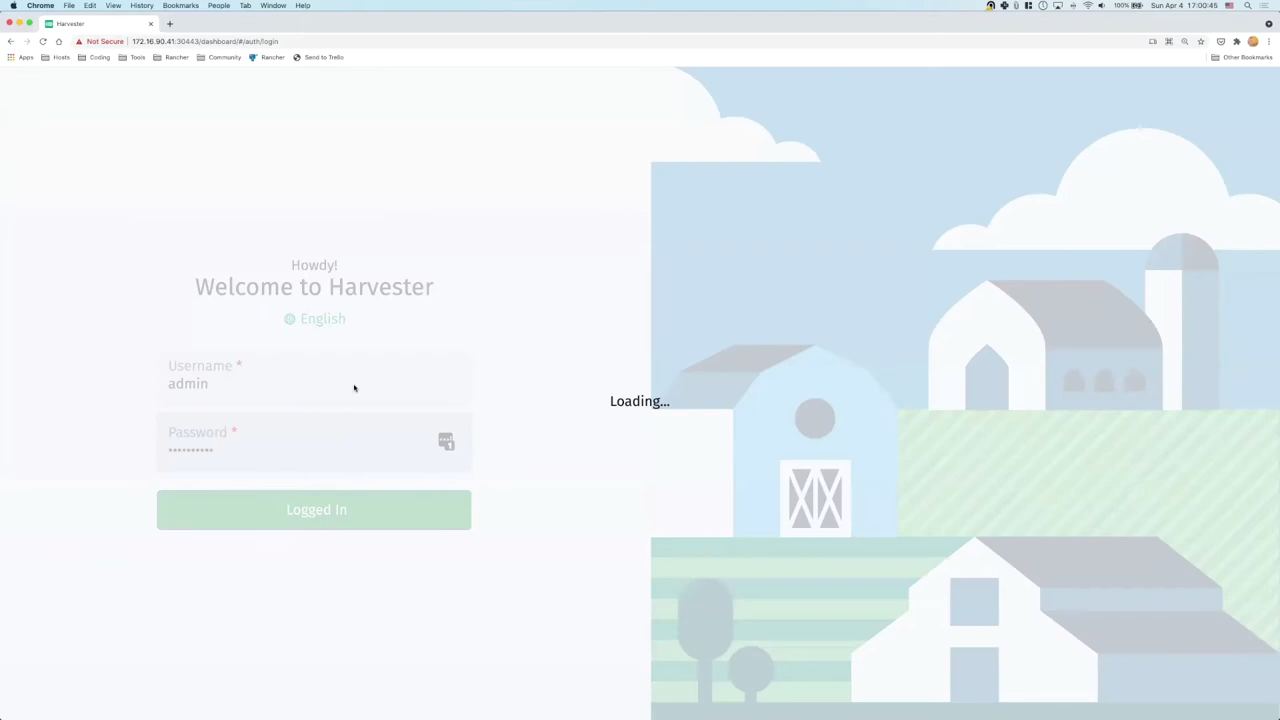 Chrome File Edit View History Bookmarks People Tab Window Help 100% Sun Apr 4 17:00:45
Harvester
Not Secure 172.16.90.41:30443/dashboard/#/auth/login
Apps Hosts Coding Tools Rancher Community Rancher Send to Trello Other Bookmarks
Howdy!
Welcome to Harvester
English
Username *
admin
Loading...
Password *
••••••••••
Logged In